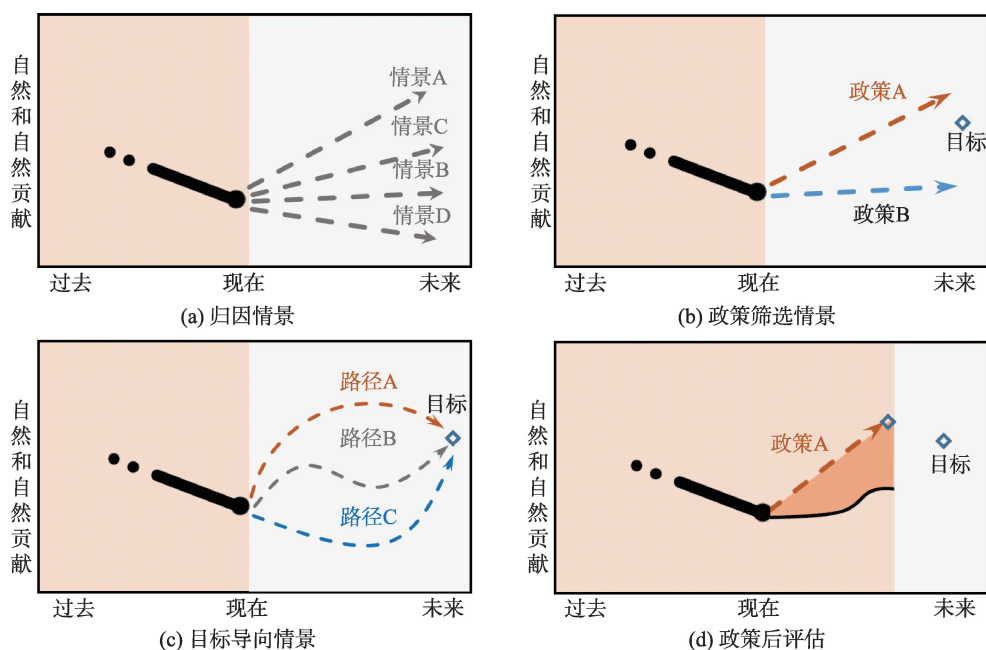 自然和自然贡献
情景A
情景C
情景B
情景D
过去
现在
未来
(a) 归因情景
自然和自然贡献
政策A
目标
政策B
过去
现在
未来
(b) 政策筛选情景
自然和自然贡献
路径A
目标
路径B
路径C
过去
现在
未来
(c) 目标导向情景
自然和自然贡献
政策A
目标
过去
现在
未来
(d) 政策后评估